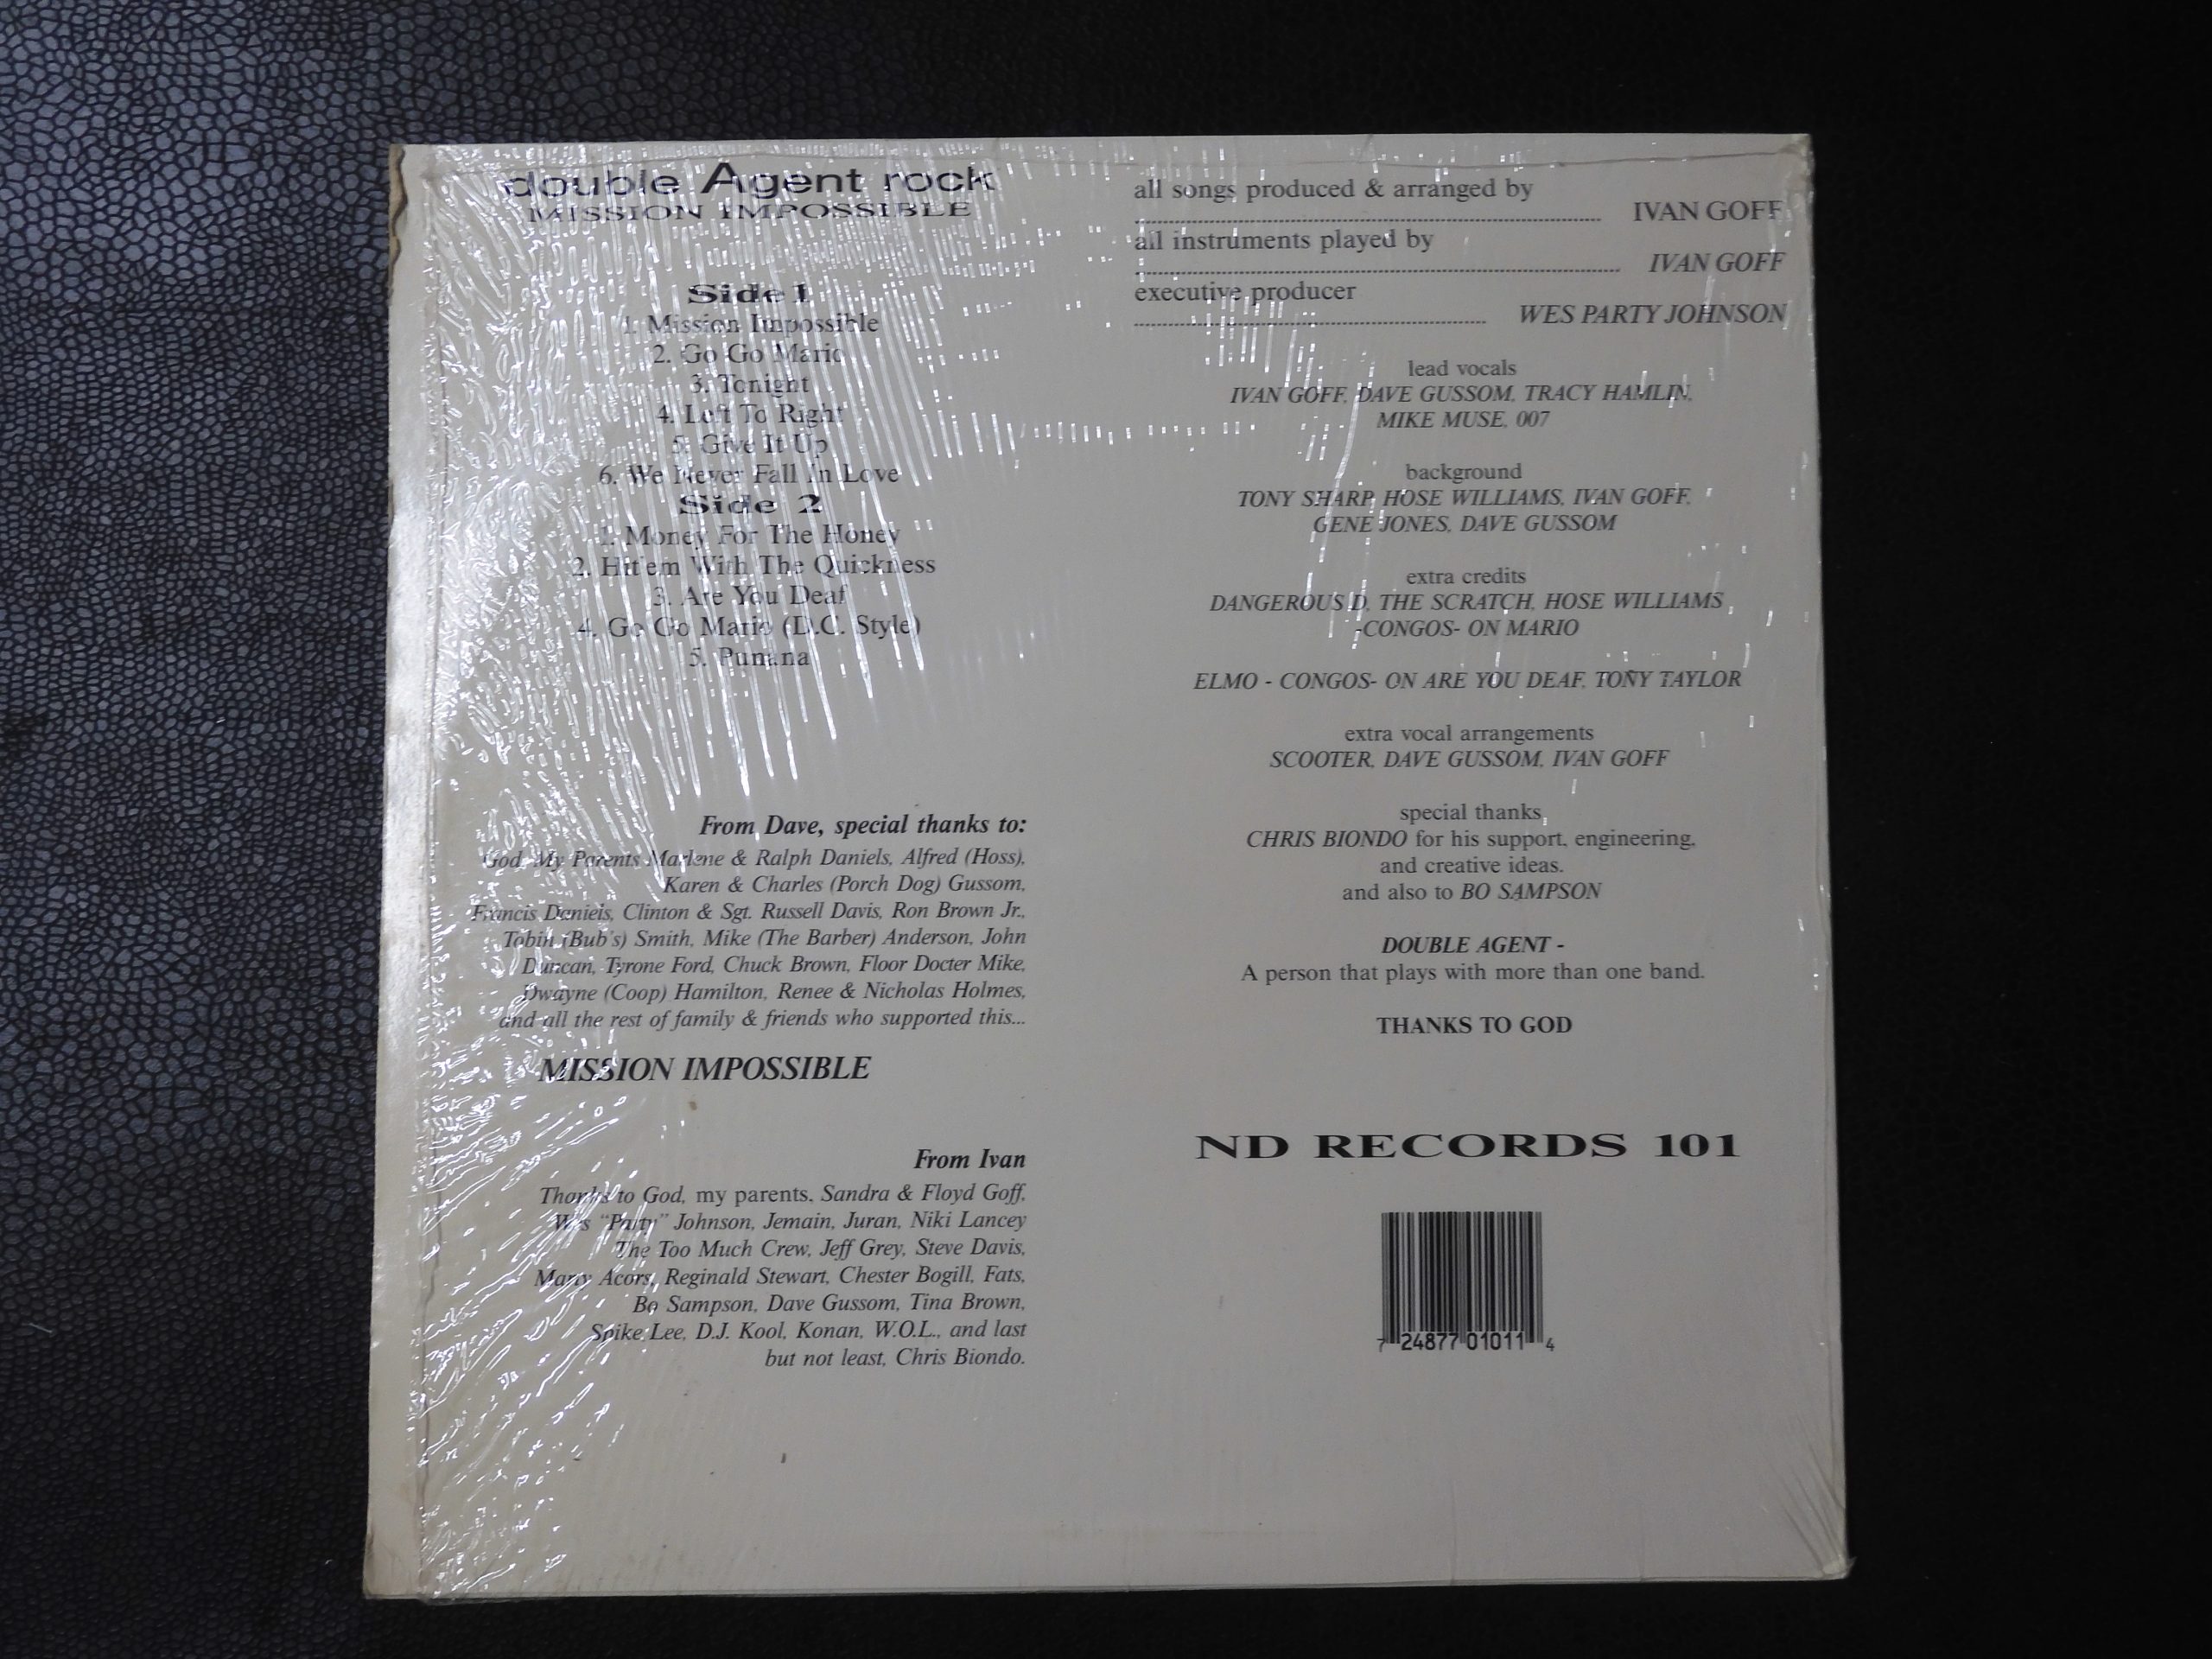 double Agent rock
MISSION IMPOSSIBLE
Side 1
1. Mission Impossible
2. Go Go Mario
3. Tonight
4. Left To Right
5. Give It Up
6. We Never Fall In Love
Side 2
1. Money For The Honey
2. Hit'em With The Quickness
3. Are You Deaf
4. Go Go Mario (D.C. Style)
5. Punana
From Dave, special thanks to:
God, My Parents Marlene & Ralph Daniels, Alfred (Hoss),
Karen & Charles (Porch Dog) Gussom,
Francis Daniels, Clinton & Sgt. Russell Davis, Ron Brown Jr.,
Tobin (Bub's) Smith, Mike (The Barber) Anderson, John
Duncan, Tyrone Ford, Chuck Brown, Floor Docter Mike,
Dwayne (Coop) Hamilton, Renee & Nicholas Holmes,
and all the rest of family & friends who supported this...
MISSION IMPOSSIBLE
From Ivan
Thanks to God, my parents, Sandra & Floyd Goff,
Wes "Party" Johnson, Jemain, Juran, Niki Lancey
The Too Much Crew, Jeff Grey, Steve Davis,
Marty Acors, Reginald Stewart, Chester Bogill, Fats,
Bo Sampson, Dave Gussom, Tina Brown,
Spike Lee, D.J. Kool, Konan, W.O.L., and last
but not least, Chris Biondo.
all songs produced & arranged by
IVAN GOFF
all instruments played by
IVAN GOFF
executive producer
WES PARTY JOHNSON
lead vocals
IVAN GOFF, DAVE GUSSOM, TRACY HAMLIN,
MIKE MUSE, 007
background
TONY SHARP, HOSE WILLIAMS, IVAN GOFF,
GENE JONES, DAVE GUSSOM
extra credits
DANGEROUS D, THE SCRATCH, HOSE WILLIAMS
-CONGOS- ON MARIO
ELMO - CONGOS- ON ARE YOU DEAF, TONY TAYLOR
extra vocal arrangements
SCOOTER, DAVE GUSSOM, IVAN GOFF
special thanks,
CHRIS BIONDO for his support, engineering,
and creative ideas.
and also to BO SAMPSON
DOUBLE AGENT -
A person that plays with more than one band.
THANKS TO GOD
ND RECORDS 101
7 24877 01011 4